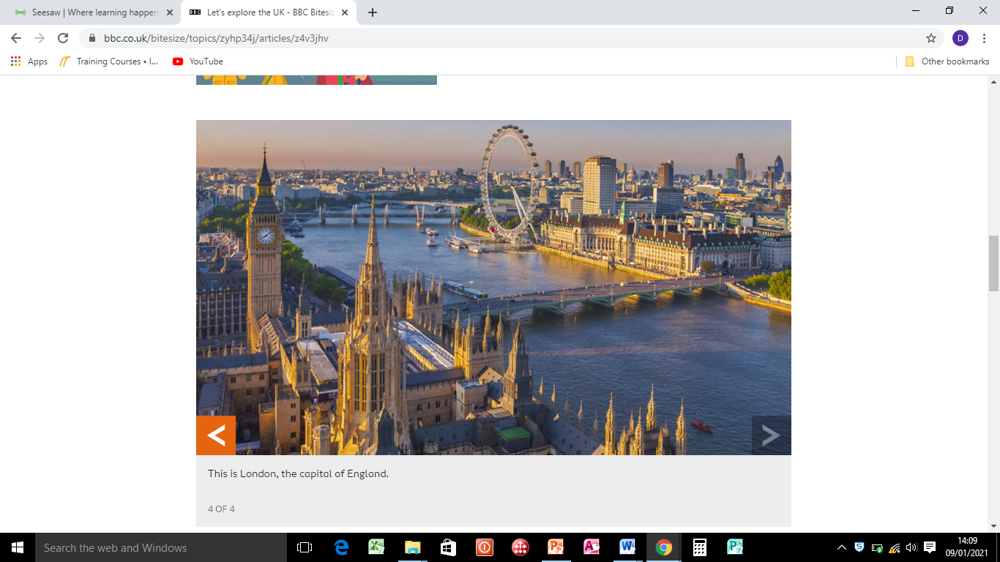 Seesaw | Where learning happen
BBC Let's explore the UK - BBC Bitesiz
bbc.co.uk/bitesize/topics/zyhp34j/articles/z4v3jhv
D
Apps
Training Courses • I...
YouTube
Other bookmarks
This is London, the capital of England.
4 OF 4
Search the web and Windows
14:09
09/01/2021